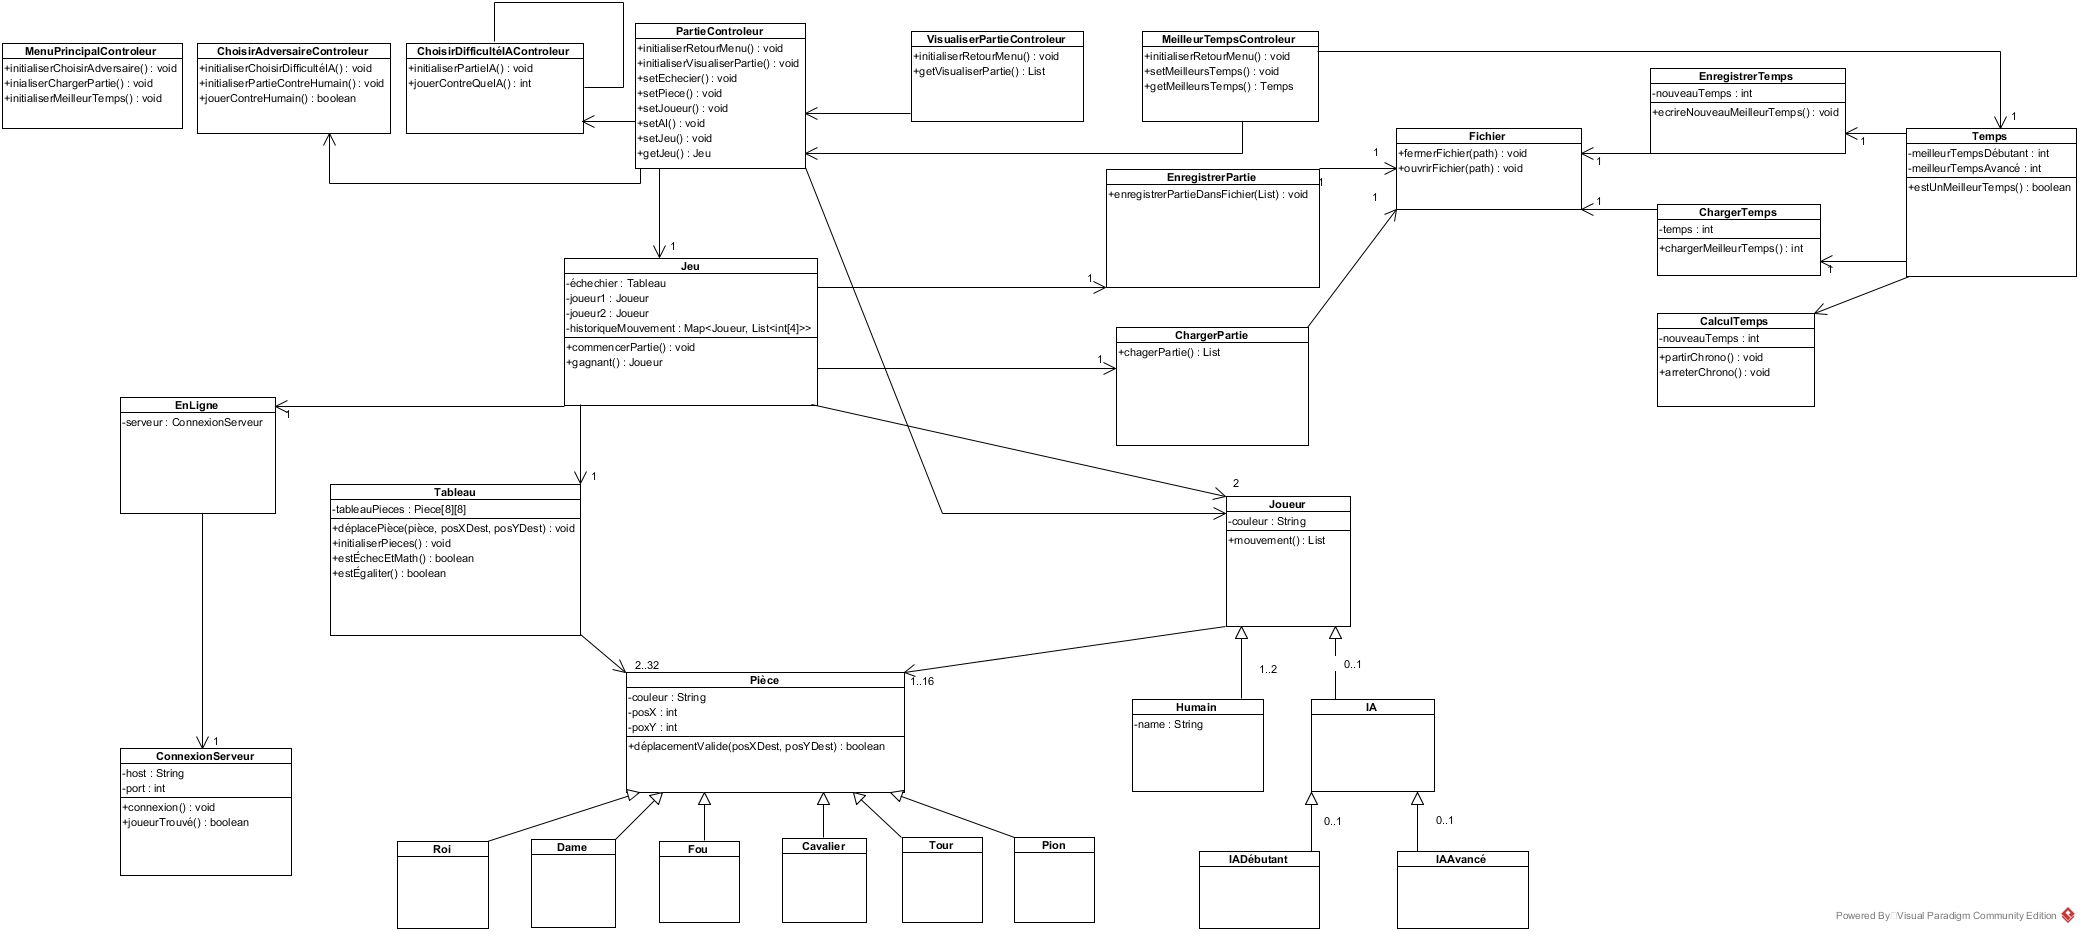 MenuPrincipalControleur
+initialiserChoisirAdversaire() : void
+inialiserChargerPartie() : void
+initialiserMeilleurTemps() : void
ChoisirAdversaireControleur
+initialiserChoisirDifficultéIA() : void
+initialiserPartieContreHumain() : void
+jouerContreHumain() : boolean
ChoisirDifficultéIAControleur
+initialiserPartieIA() : void
+jouerContreQuelA() : int
PartieControleur
+initialiserRetourMenu() : void
+initialiserVisualiserPartie() : void
+setEchecier() : void
+setPiece() : void
+setJoueur() : void
+setAI() : void
+setJeu() : void
+getJeu() : Jeu
VisualiserPartieControleur
+initialiserRetourMenu() : void
+getVisualiserPartie() : List
MeilleurTempsControleur
+initialiserRetourMenu() : void
+setMeilleursTemps() : void
+getMeilleursTemps() : Temps
EnregistrerTemps
-nouveauTemps : int
+ecrireNouveauMeilleurTemps() : void
1
Temps
-meilleurTempsDébutant : int
-meilleurTempsAvancé : int
+estUnMeilleurTemps() : boolean
1
Fichier
+fermerFichier(path) : void
+ouvrirFichier(path) : void
1
1
1
1
EnregistrerPartie
+enregistrerPartieDansFichier(List) : void
1
ChargerTemps
-temps : int
+chargerMeilleurTemps() : int
1
CalculTemps
-nouveauTemps : int
+partirChrono() : void
+arreterChrono() : void
1
Jeu
-échechier : Tableau
-joueur1 : Joueur
-joueur2 : Joueur
-historiqueMouvement : Map<Joueur, List<int[4]>>
+commencerPartie() : void
+gagnant() : Joueur
1
1
ChargerPartie
+chagerPartie() : List
1
EnLigne
-serveur : ConnexionServeur
1
Tableau
-tableauPieces : Piece[8][8]
+déplacePièce(pièce, posXDest, posYDest) : void
+initialiserPieces() : void
+estÉchecEtMath() : boolean
+estÉgaliter() : boolean
2
Joueur
-couleur : String
+mouvement() : List
2..32
1..16
Pièce
-couleur : String
-posX : int
-poxY : int
+déplacementValide(posXDest, posYDest) : boolean
1..2
0..1
Humain
-name : String
IA
1
ConnexionServeur
-host : String
-port : int
+connexion() : void
+joueurTrouvé() : boolean
0..1
0..1
Roi
Dame
Fou
Cavalier
Tour
Pion
IADébutant
IAAvancé
Powered By Visual Paradigm Community Edition